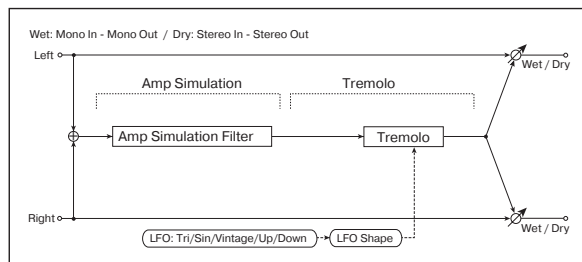 Wet: Mono In - Mono Out / Dry: Stereo In - Stereo Out
Left
Wet / Dry
Amp Simulation
Tremolo
Amp Simulation Filter
Tremolo
Right
Wet / Dry
LFO: Tri/Sin/Vintage/Up/Down
LFO Shape